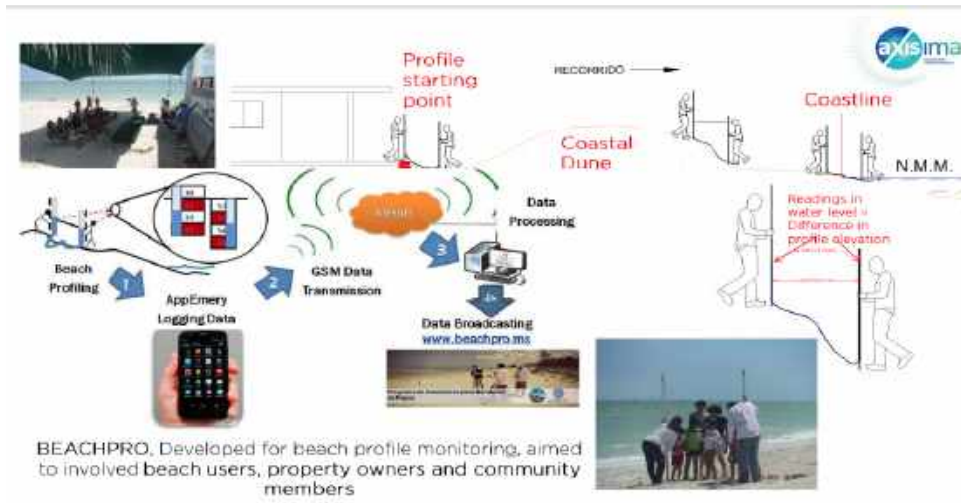 axisima
Profile
starting
point
RECORRIDO
Coastline
Coastal
Dune
N.M.M.
Readings in
water level =
Difference in
profile elevation
Data
Processing
3
Beach
Profiling
1
2
GSM Data
Transmission
AppEmery
Logging Data
Data Broadcasting
www.beachpro.ms
BEACHPRO, Developed for beach profile monitoring, aimed
to involved beach users, property owners and community
members